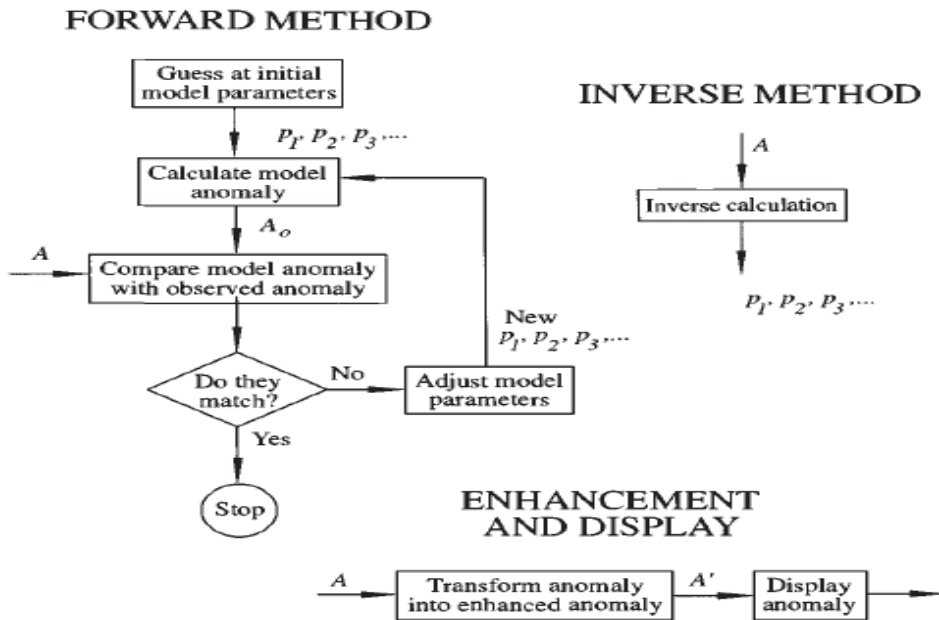 FORWARD METHOD
Guess at initial
model parameters
p₁, p₂, p₃,....
Calculate model
anomaly
Aₒ
A
Compare model anomaly
with observed anomaly
Do they
match?
No
Adjust model
parameters
New
p₁, p₂, p₃,....
Yes
Stop
INVERSE METHOD
A
Inverse calculation
p₁, p₂, p₃,....
ENHANCEMENT
AND DISPLAY
A
Transform anomaly
into enhanced anomaly
A'
Display
anomaly